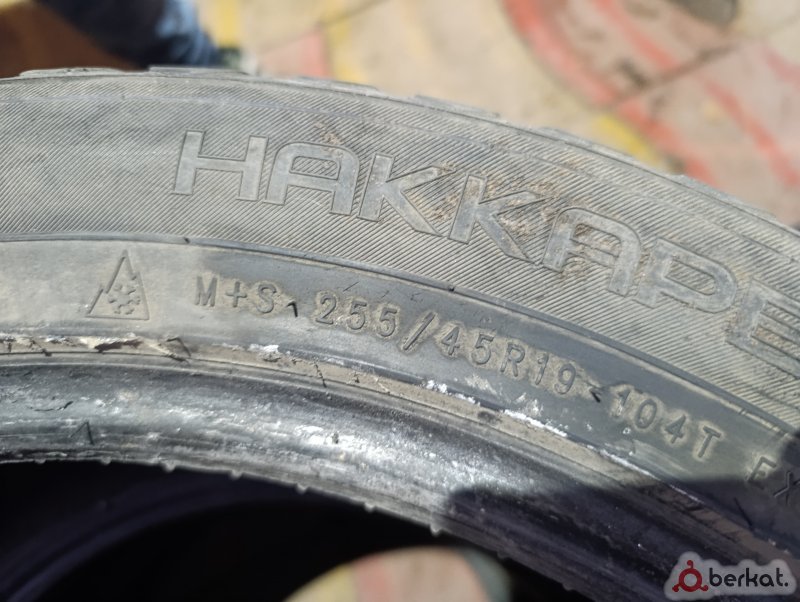 HAKKAPE
M+S 255/45R19 104T EX
berkat.